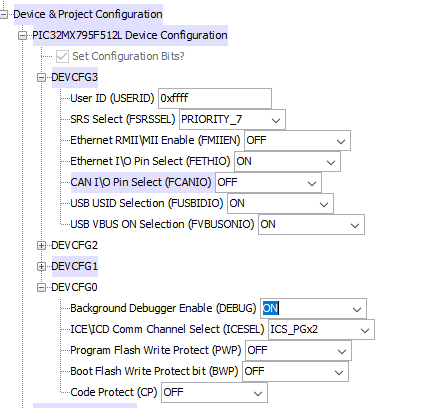 Device & Project Configuration
PIC32MX795F512L Device Configuration
Set Configuration Bits?
DEVCFG3
User ID (USERID) 0xffff
SRS Select (FSRSSEL) PRIORITY_7
Ethernet RMII\MII Enable (FMIIEN) OFF
Ethernet I\O Pin Select (FETHIO) ON
CAN I\O Pin Select (FCANIO) OFF
USB USID Selection (FUSBIDIO) ON
USB VBUS ON Selection (FVBUSONIO) ON
DEVCFG2
DEVCFG1
DEVCFG0
Background Debugger Enable (DEBUG) ON
ICE\ICD Comm Channel Select (ICESEL) ICS_PGx2
Program Flash Write Protect (PWP) OFF
Boot Flash Write Protect bit (BWP) OFF
Code Protect (CP) OFF